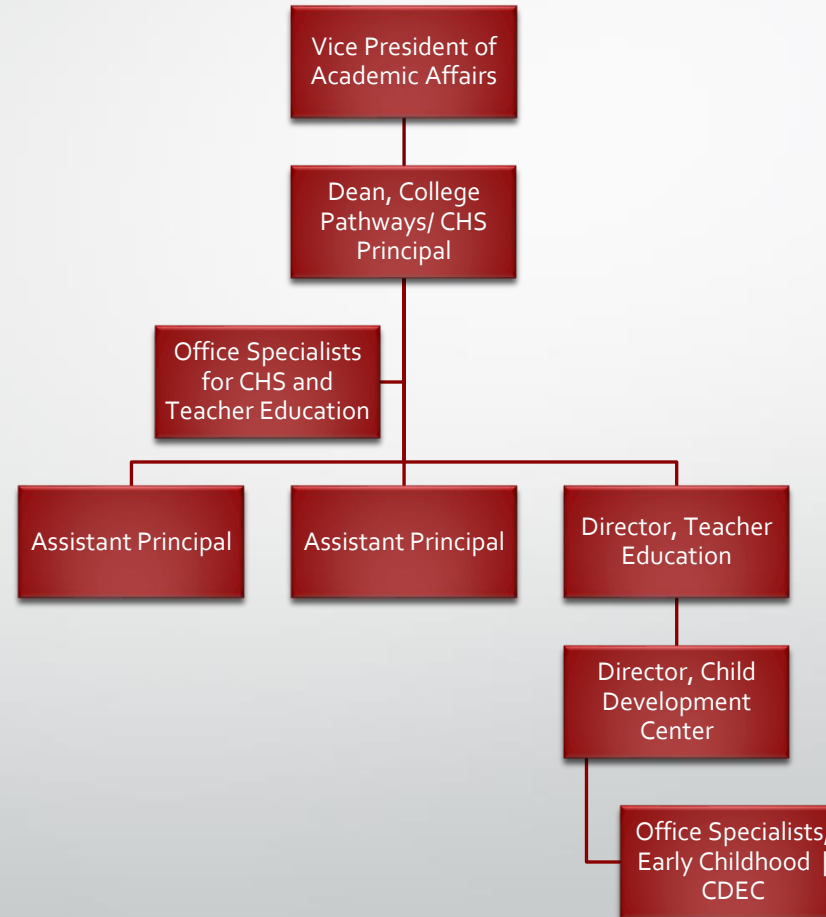 Vice President of
Academic Affairs
Dean, College
Pathways/ CHS
Principal
Office Specialists
for CHS and
Teacher Education
Assistant Principal
Assistant Principal
Director, Teacher
Education
Director, Child
Development
Center
Office Specialists,
Early Childhood |
CDEC